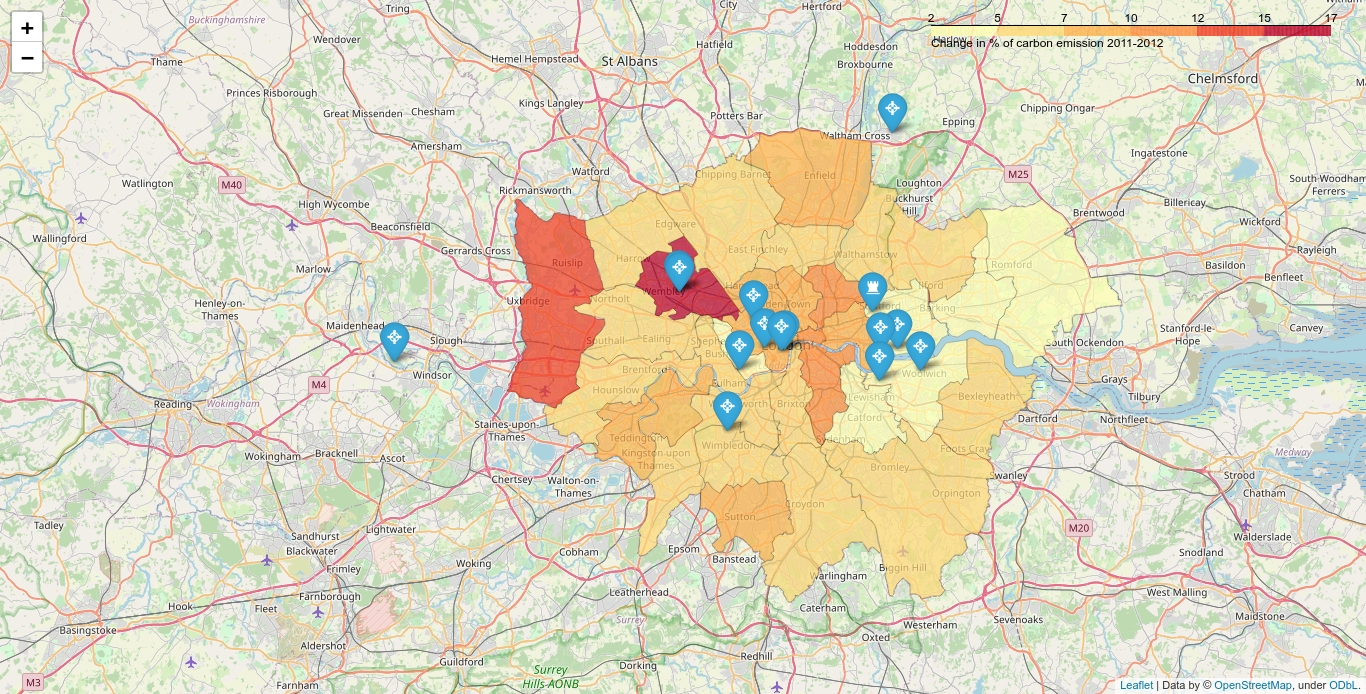 +
−
2 5 7 10 12 15 17
Change in % of carbon emission 2011-2012
Tring
City
Hertford
Buckinghamshire
Harlow
Wendover
Hatfield
Hoddesdon
Thame
Hemel Hempstead
St Albans
Broxbourne
Chelmsford
Princes Risborough
Kings Langley
Great Missenden
Chesham
Potters Bar
Chipping Ongar
Epping
Waltham Cross
Amersham
Ingatestone
Watford
Chipping Barnet
Enfield
M25
M40
Watlington
Rickmansworth
Loughton
South Woodham
Ferrers
High Wycombe
Buckhurst
Hill
Billericay
Brentwood
Beaconsfield
Edgware
Wickford
Wallingford
Gerrards Cross
East Finchley
Walthamstow
Rayleigh
Marlow
Ruislip
Harrow
Romford
Basildon
Benfleet
Henley-on-
Thames
Uxbridge
Wembley
Northolt
Ilford
Maidenhead
Slough
Southall
Ealing
Stanford-le-
Hope
Canvey
South Ockendon
Windsor
Brentford
Fulham
Woolwich
Grays
M4
Hounslow
Lewisham
Bexleyheath
Tilbury
Reading
Wokingham
Brixton
Catford
Staines-upon-
Thames
Dartford
Northfleet
Teddington
Wimbledon
Sydenham
Kingston upon
Thames
Foots Cray
Medway
Wokingham
Bracknell
Ascot
Bromley
Chertsey
Walton-on-
Thames
Swanley
Strood
Orpington
Chatham
Croydon
Sutton
Tadley
Lightwater
M20
Sandhurst
Blackwater
Walderslade
Cobham
Epsom
Banstead
Snodland
Frimley
Woking
Warlingham
Biggin Hill
Farnborough
Leatherhead
West Malling
Hook
Fleet
Caterham
Maidstone
Surrey
Westerham
Sevenoaks
Basingstoke
Aldershot
Oxted
Redhill
Guildford
Dorking
Surrey
Hills AONB
M3
Farnham
Leaflet | Data by © OpenStreetMap, under ODbL.